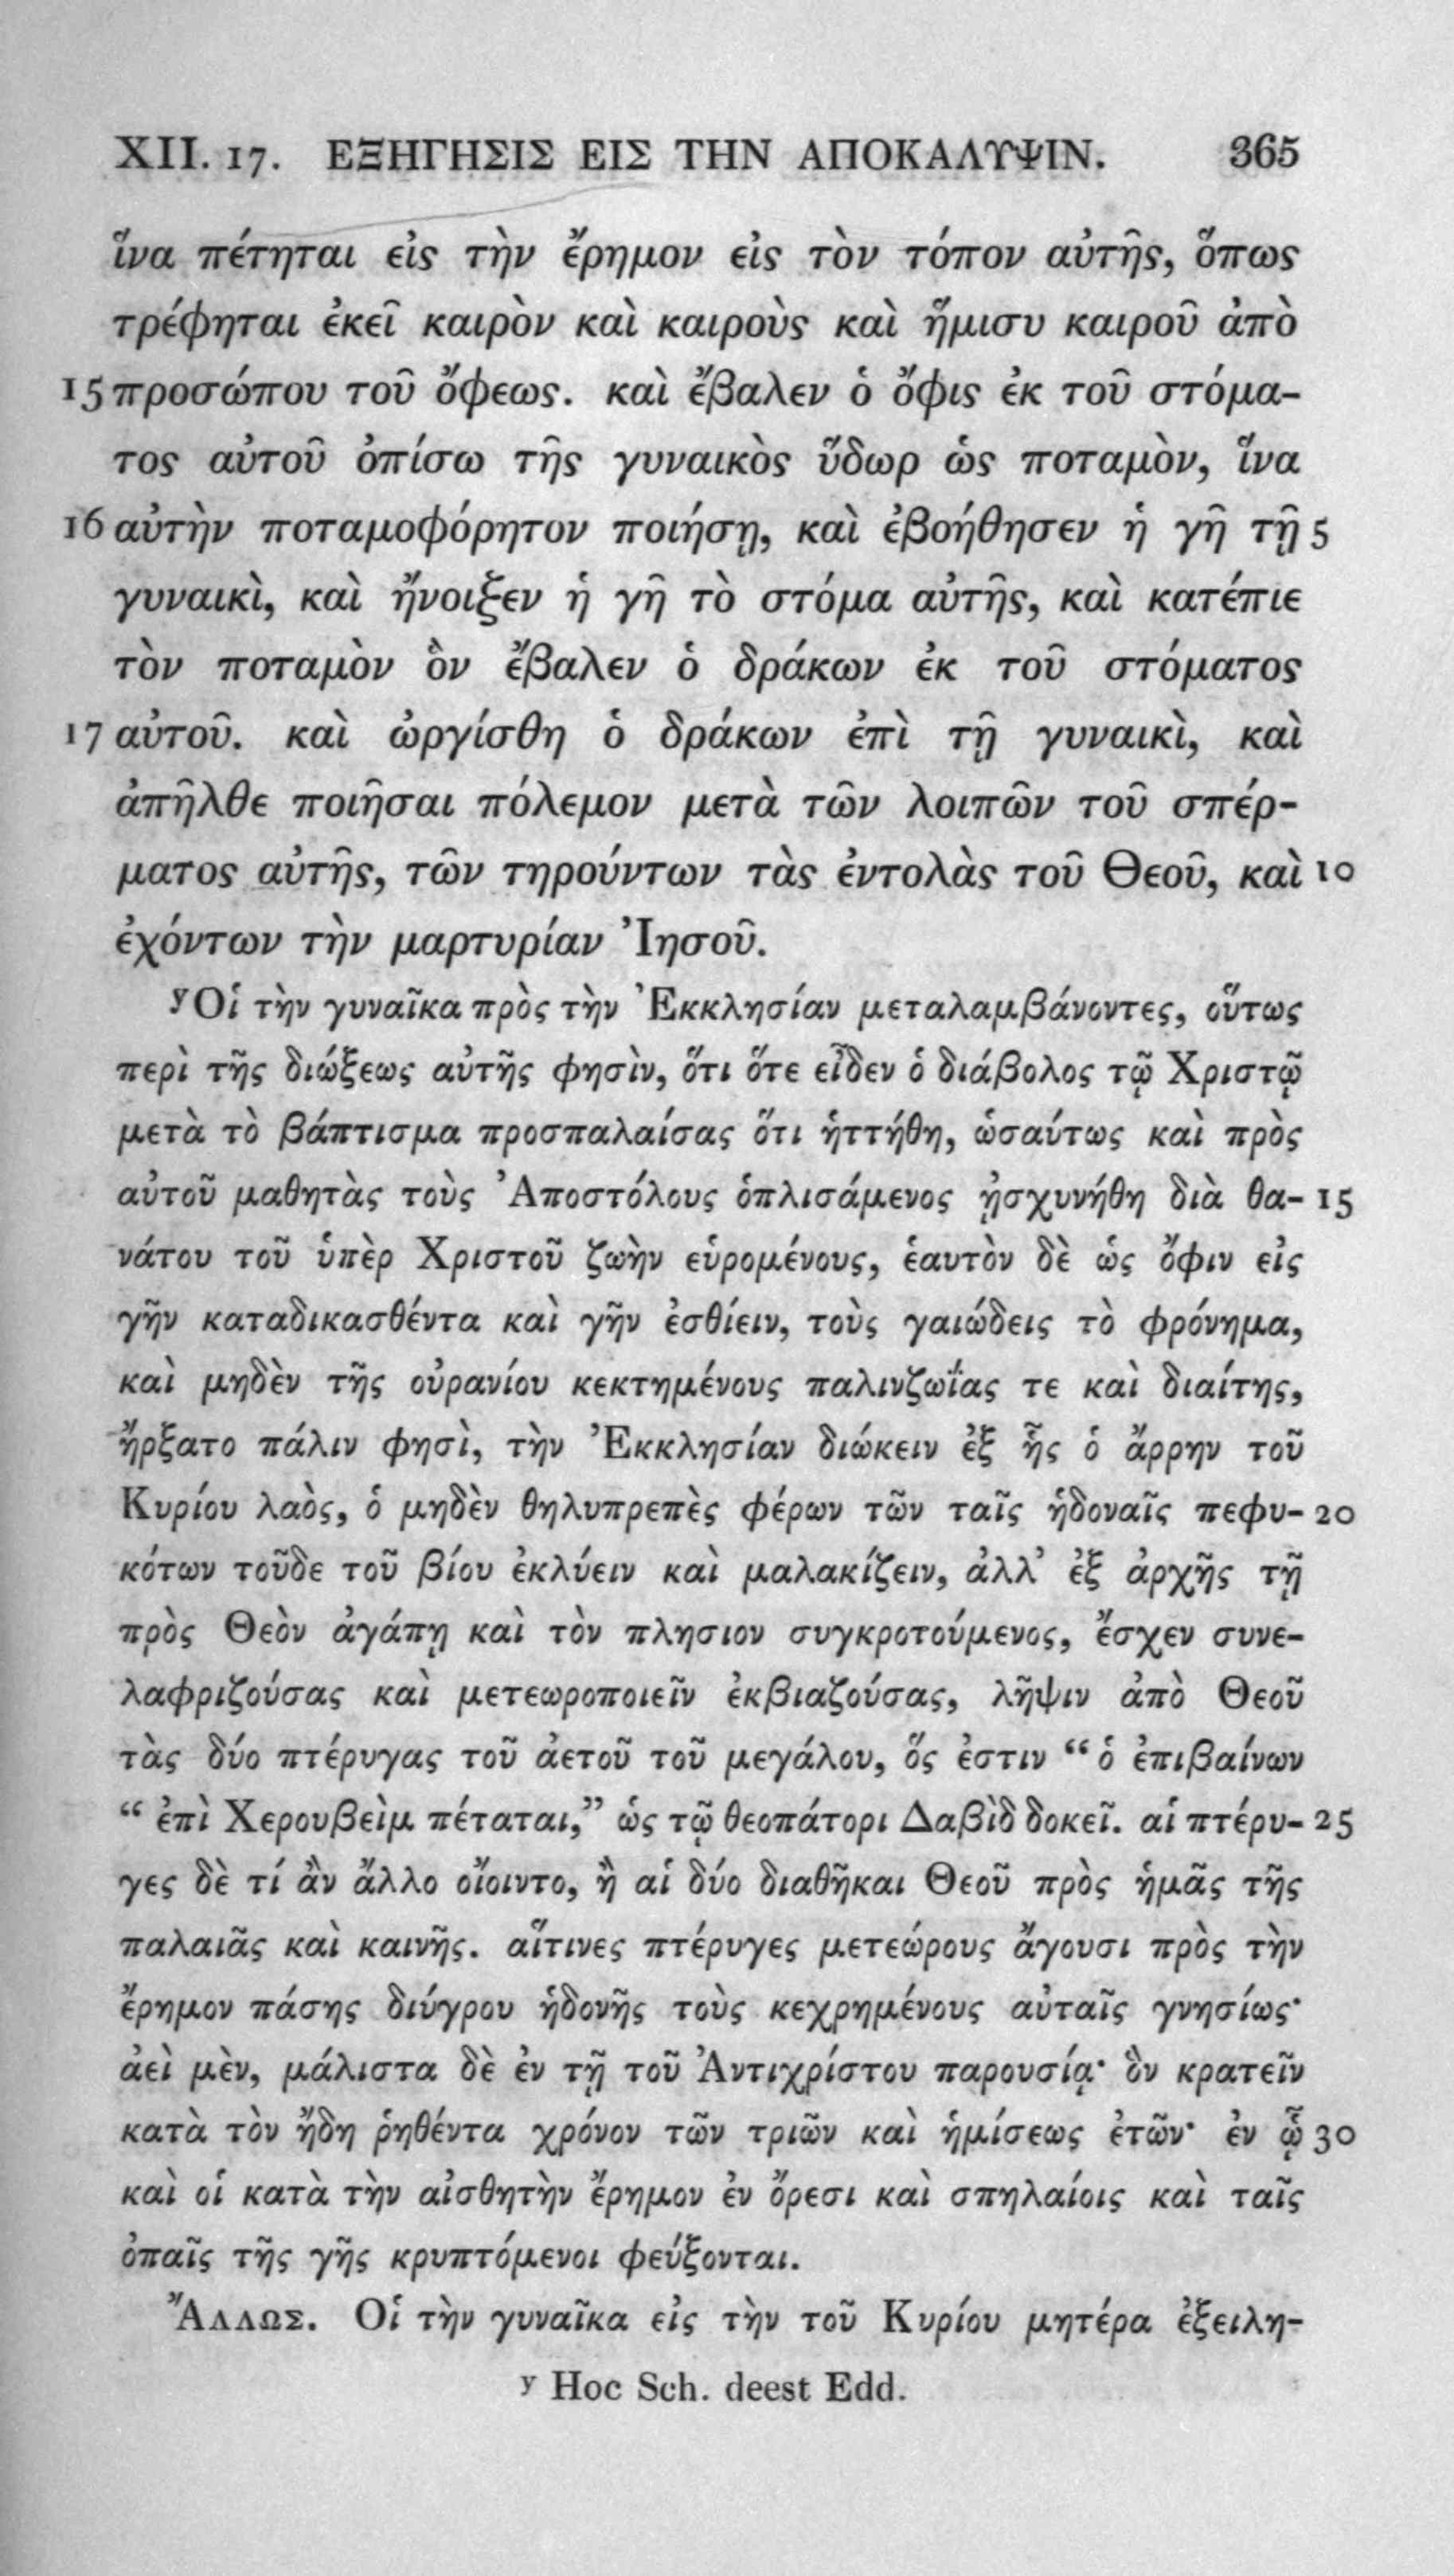 XII. 17. ΕΞΗΓΗΣΙΣ ΕΙΣ ΤΗΝ ΑΠΟΚΑΛΥΨΙΝ. 365
ἵνα πέτηται εἰς τὴν ἔρημον εἰς τὸν τόπον αὐτῆς, ὅπως
τρέφηται ἐκεῖ καιρὸν καὶ καιροὺς καὶ ἥμισυ καιροῦ ἀπὸ
15 προσώπου τοῦ ὄφεως. καὶ ἔβαλεν ὁ ὄφις ἐκ τοῦ στόμα-
τος αὐτοῦ ὀπίσω τῆς γυναικὸς ὕδωρ ὡς ποταμὸν, ἵνα
16 αὐτὴν ποταμοφόρητον ποιήσῃ, καὶ ἐβοήθησεν ἡ γῆ τῇ 5
γυναικὶ, καὶ ἤνοιξεν ἡ γῆ τὸ στόμα αὐτῆς, καὶ κατέπιε
τὸν ποταμὸν ὃν ἔβαλεν ὁ δράκων ἐκ τοῦ στόματος
17 αὐτοῦ. καὶ ὠργίσθη ὁ δράκων ἐπὶ τῇ γυναικὶ, καὶ
ἀπῆλθε ποιῆσαι πόλεμον μετὰ τῶν λοιπῶν τοῦ σπέρ-
ματος αὐτῆς, τῶν τηρούντων τὰς ἐντολὰς τοῦ Θεοῦ, καὶ 10
ἐχόντων τὴν μαρτυρίαν Ἰησοῦ.
y Οἱ τὴν γυναῖκα πρὸς τὴν Ἐκκλησίαν μεταλαμβάνοντες, οὕτως
περὶ τῆς διώξεως αὐτῆς φησὶν, ὅτι ὅτε εἶδεν ὁ διάβολος τῷ Χριστῷ
μετὰ τὸ βάπτισμα προσπαλαίσας ὅτι ἡττήθη, ὡσαύτως καὶ πρὸς
αὐτοῦ μαθητὰς τοὺς Ἀποστόλους ὁπλισάμενος ᾐσχυνήθη διὰ θα- 15
νάτου τοῦ ὑπὲρ Χριστοῦ ζωὴν εὑρομένους, ἑαυτὸν δὲ ὡς ὄφιν εἰς
γῆν καταδικασθέντα καὶ γῆν ἐσθίειν, τοὺς γαιώδεις τὸ φρόνημα,
καὶ μηδὲν τῆς οὐρανίου κεκτημένους παλινζωΐας τε καὶ διαίτης,
ἤρξατο πάλιν φησὶ, τὴν Ἐκκλησίαν διώκειν ἐξ ἧς ὁ ἄρρην τοῦ
Κυρίου λαὸς, ὁ μηδὲν θηλυπρεπὲς φέρων τῶν ταῖς ἡδοναῖς πεφυ- 20
κότων τοῦδε τοῦ βίου ἐκλύειν καὶ μαλακίζειν, ἀλλ’ ἐξ ἀρχῆς τῇ
πρὸς Θεὸν ἀγάπῃ καὶ τὸν πλησιον συγκροτούμενος, ἔσχεν συνε-
λαφριζούσας καὶ μετεωροποιεῖν ἐκβιαζούσας, λῆψιν ἀπὸ Θεοῦ
τὰς δύο πτέρυγας τοῦ ἀετοῦ τοῦ μεγάλου, ὅς ἐστιν “ ὁ ἐπιβαίνων
“ ἐπὶ Χερουβεὶμ πέταται,” ὡς τῷ θεοπάτορι Δαβὶδ δοκεῖ. αἱ πτέρυ- 25
γες δὲ τί ἂν ἄλλο οἴοιντο, ἢ αἱ δύο διαθῆκαι Θεοῦ πρὸς ἡμᾶς τῆς
παλαιᾶς καὶ καινῆς. αἵτινες πτέρυγες μετεώρους ἄγουσι πρὸς τὴν
ἔρημον πάσης διύγρου ἡδονῆς τοὺς κεχρημένους αὐταῖς γνησίως·
ἀεὶ μὲν, μάλιστα δὲ ἐν τῇ τοῦ Ἀντιχρίστου παρουσίᾳ· ὃν κρατεῖν
κατὰ τὸν ἤδη ῥηθέντα χρόνον τῶν τριῶν καὶ ἡμίσεως ἐτῶν· ἐν ᾧ 30
καὶ οἱ κατὰ τὴν αἰσθητὴν ἔρημον ἐν ὄρεσι καὶ σπηλαίοις καὶ ταῖς
ὀπαῖς τῆς γῆς κρυπτόμενοι φεύξονται.
Ἄλλως. Οἱ τὴν γυναῖκα εἰς τὴν τοῦ Κυρίου μητέρα ἐξειλη-
y Hoc Sch. deest Edd.